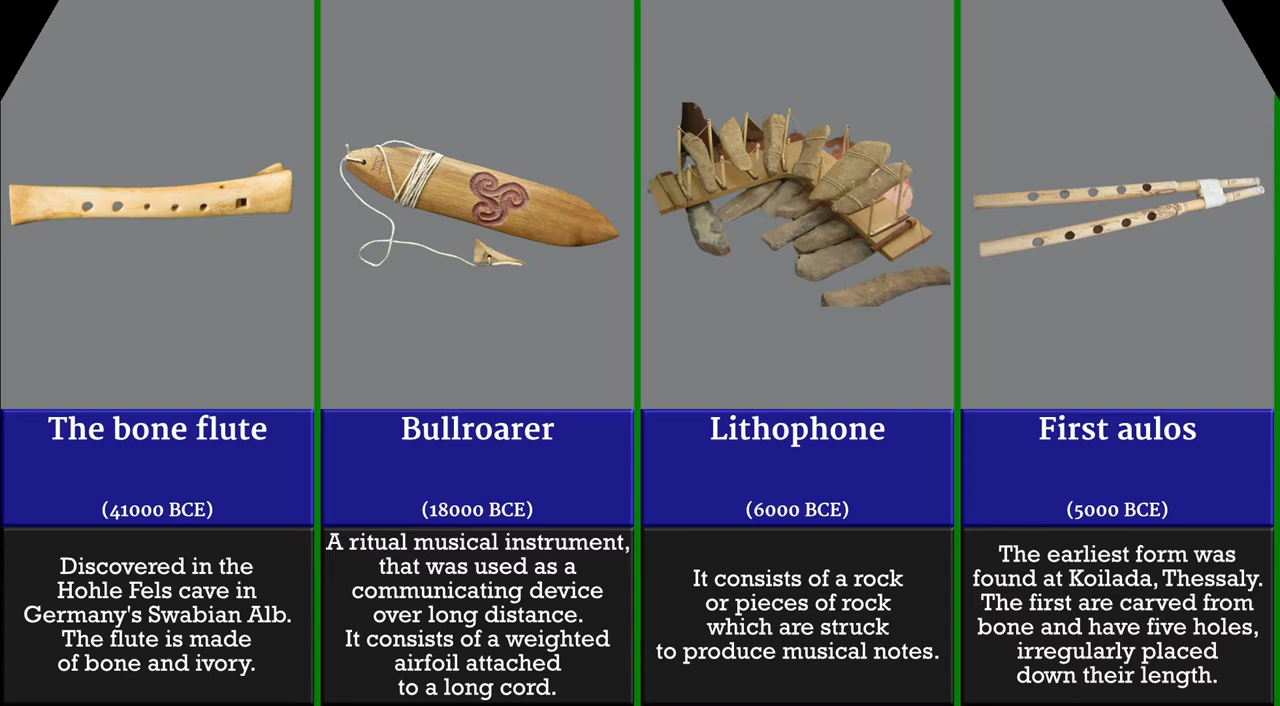 The bone flute
(41000 BCE)
Discovered in the
Hohle Fels cave in
Germany's Swabian Alb.
The flute is made
of bone and ivory.
Bullroarer
(18000 BCE)
A ritual musical instrument,
that was used as a
communicating device
over long distance.
It consists of a weighted
airfoil attached
to a long cord.
Lithophone
(6000 BCE)
It consists of a rock
or pieces of rock
which are struck
to produce musical notes.
First aulos
(5000 BCE)
The earliest form was
found at Koilada, Thessaly.
The first are carved from
bone and have five holes,
irregularly placed
down their length.